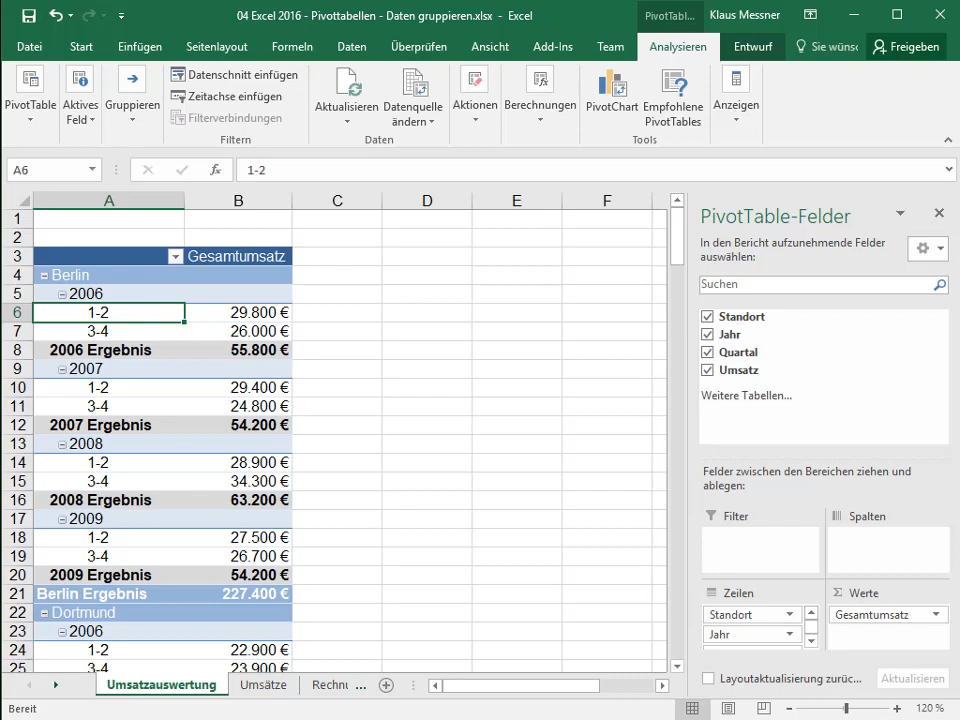 04 Excel 2016 - Pivottabellen - Daten gruppieren.xlsx - Excel
PivotTabl...
Klaus Messner
Datei Start Einfügen Seitenlayout Formeln Daten Überprüfen Ansicht Add-Ins Team Analysieren Entwurf Sie wüns Freigeben
PivotTable
Aktives
Feld
Gruppieren
Datenschnitt einfügen
Zeitachse einfügen
Filterverbindungen
Filtern
Aktualisieren
Datenquelle
ändern
Daten
Aktionen
Berechnungen
PivotChart
Empfohlene
PivotTables
Tools
Anzeigen
A6 fx 1-2
A B C D E F
1
2
3 Gesamtumsatz
4 Berlin
5 2006
6 1-2 29.800 €
7 3-4 26.000 €
8 2006 Ergebnis 55.800 €
9 2007
10 1-2 29.400 €
11 3-4 24.800 €
12 2007 Ergebnis 54.200 €
13 2008
14 1-2 28.900 €
15 3-4 34.300 €
16 2008 Ergebnis 63.200 €
17 2009
18 1-2 27.500 €
19 3-4 26.700 €
20 2009 Ergebnis 54.200 €
21 Berlin Ergebnis 227.400 €
22 Dortmund
23 2006
24 1-2 22.900 €
25 3-4 23.900 €
PivotTable-Felder
In den Bericht aufzunehmende Felder
auswählen:
Suchen
Standort
Jahr
Quartal
Umsatz
Weitere Tabellen...
Felder zwischen den Bereichen ziehen und
ablegen:
Filter
Spalten
Zeilen
Σ Werte
Standort
Jahr
Gesamtumsatz
Layoutaktualisierung zurüc...
Aktualisieren
Umsatzauswertung Umsätze Rechnu ...
Bereit
120 %